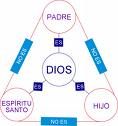 PADRE
NO ES
ES
NO ES
DIOS
ES
ES
ESPÍRITU
SANTO
HIJO
NO ES